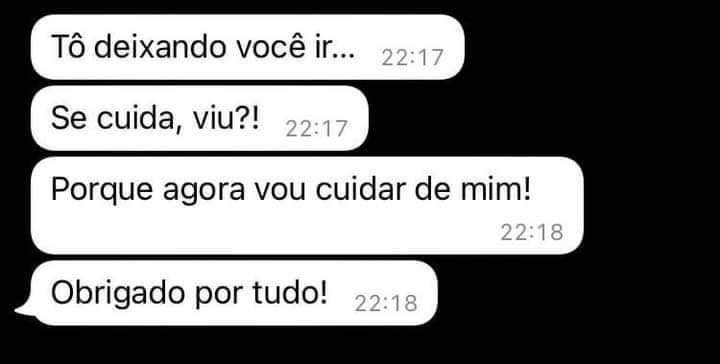 Tô deixando você ir... 22:17
Se cuida, viu?! 22:17
Porque agora vou cuidar de mim!
22:18
Obrigado por tudo! 22:18